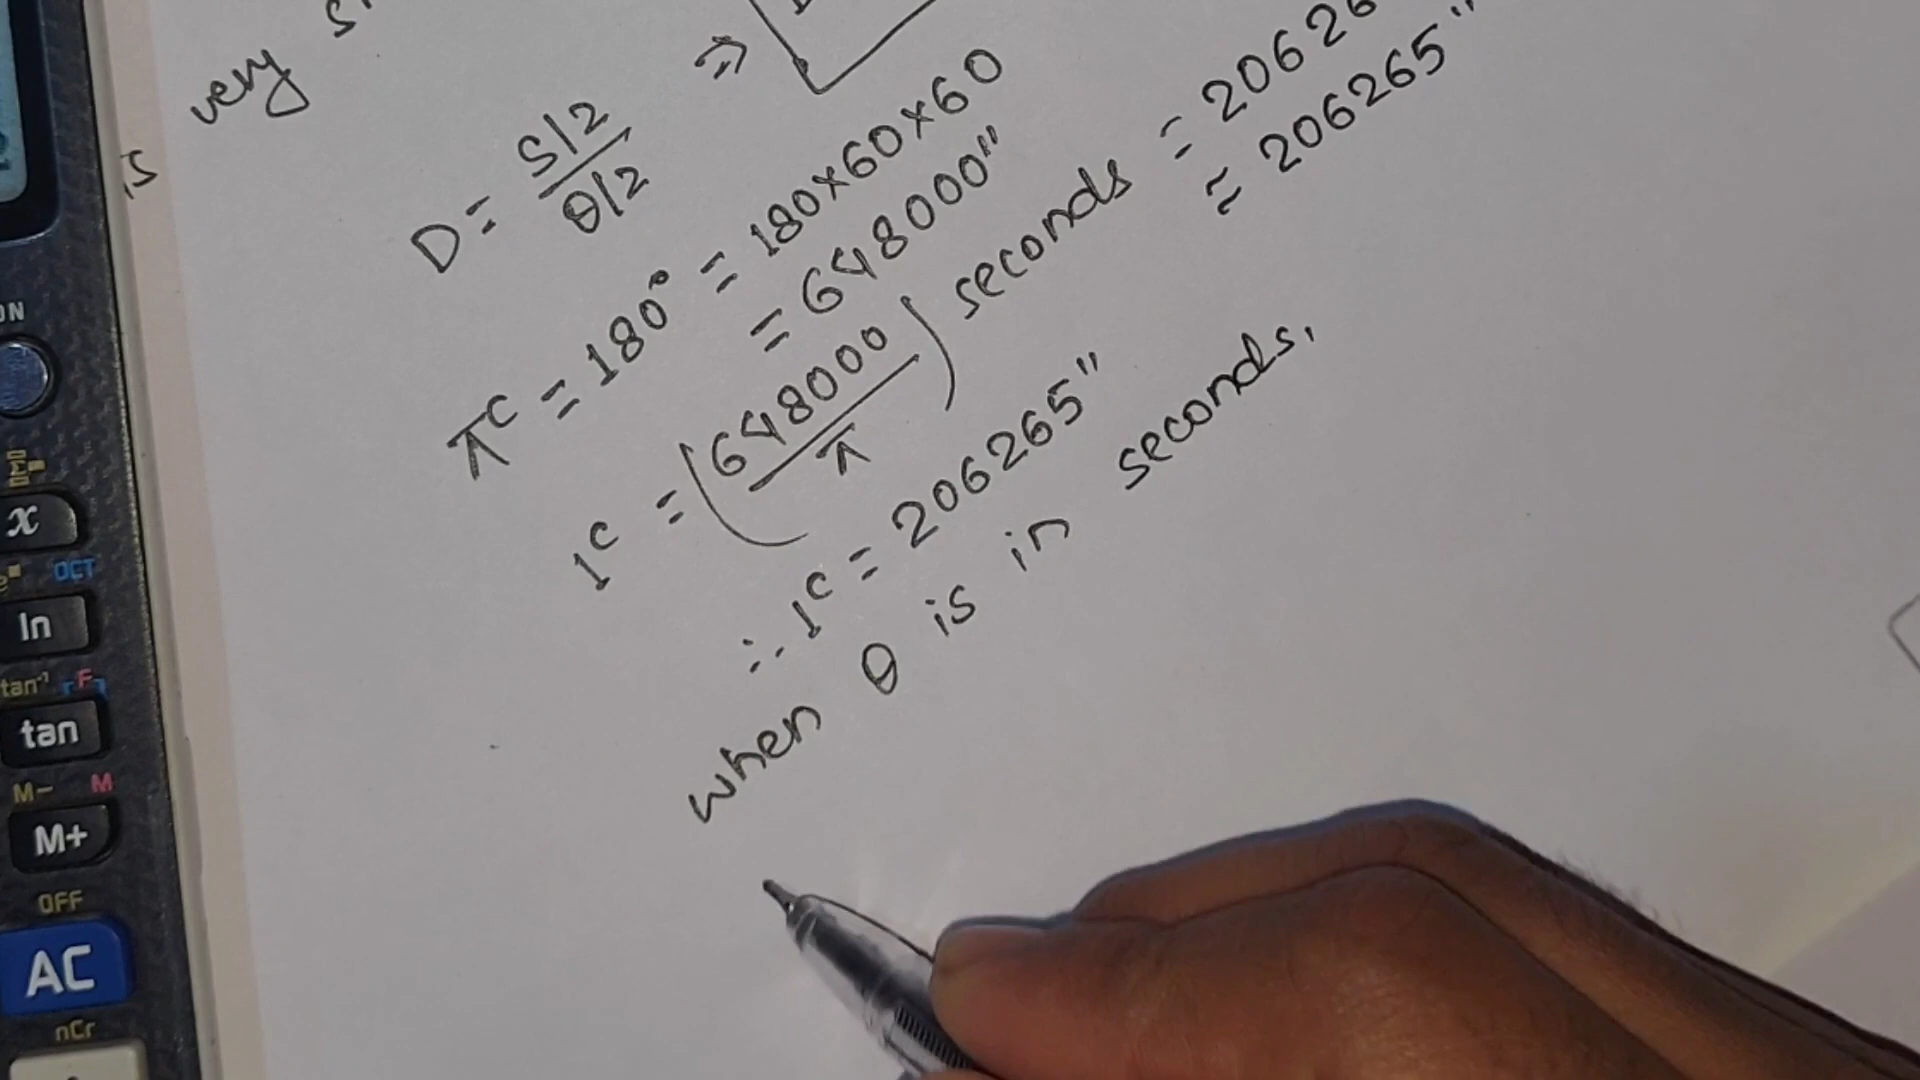 very
is
⇒
D = S/2 / θ/2
π^c = 180° = 180×60×60
= 648000"
1^c = (648000 / π) seconds = 20626
≈ 206265"
∴ 1^c = 206265"
when θ is in seconds.
ON
x
OCT
ln
tan⁻¹ F
tan
M− M
M+
OFF
AC
nCr